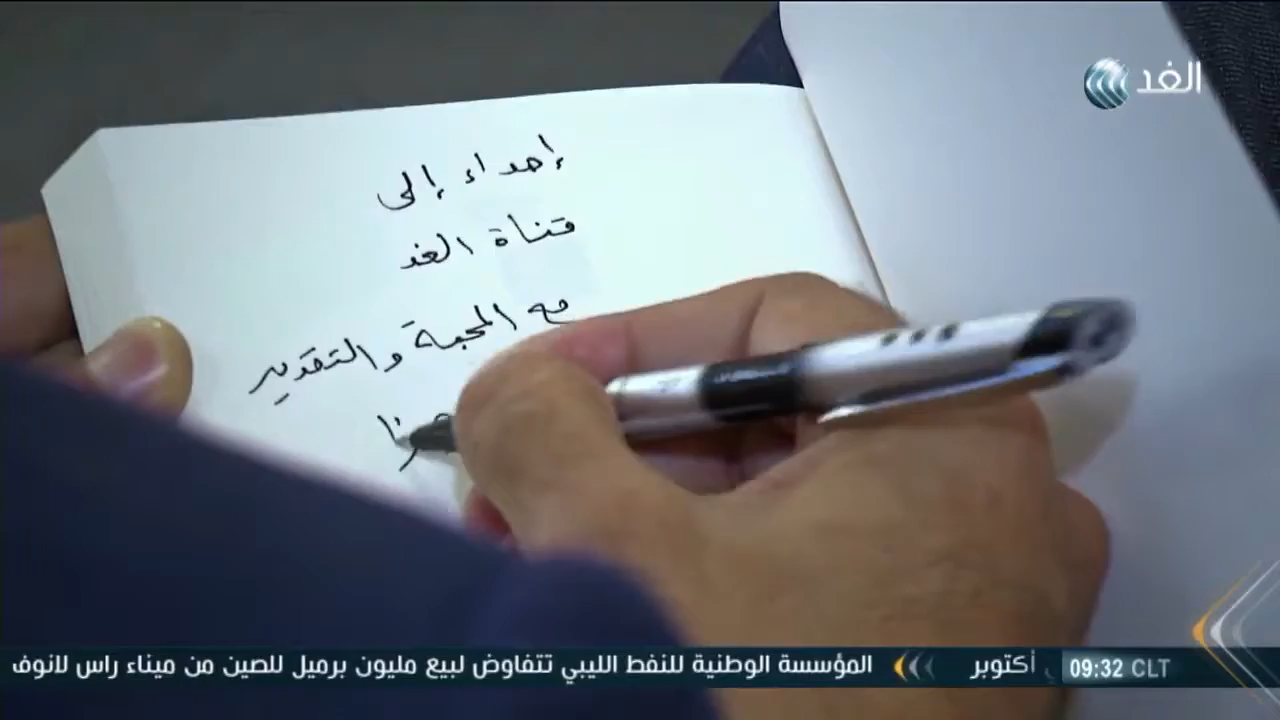 الغد
إهداء إلى
قناة الغد
مع المحبة والتقدير
أكتوبر
المؤسسة الوطنية للنفط الليبي تتفاوض لبيع مليون برميل للصين من ميناء راس لانوف
09:32 CLT